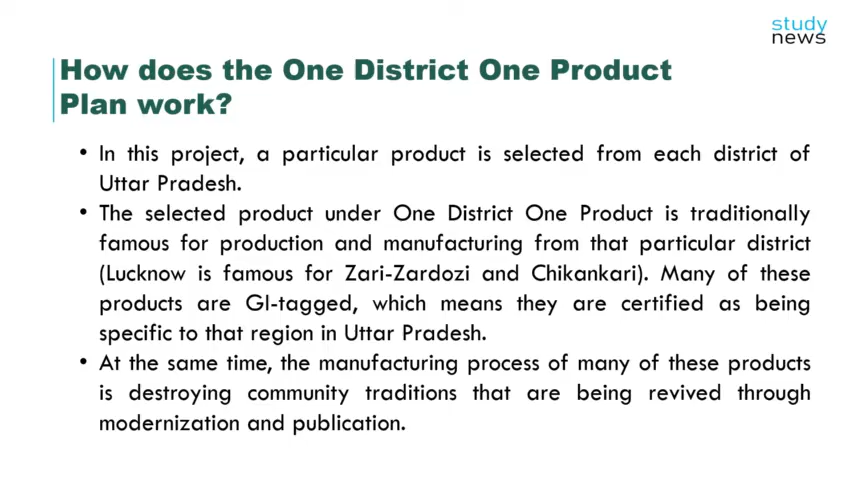 study
news
How does the One District One Product
Plan work?
• In this project, a particular product is selected from each district of
Uttar Pradesh.
• The selected product under One District One Product is traditionally
famous for production and manufacturing from that particular district
(Lucknow is famous for Zari-Zardozi and Chikankari). Many of these
products are GI-tagged, which means they are certified as being
specific to that region in Uttar Pradesh.
• At the same time, the manufacturing process of many of these products
is destroying community traditions that are being revived through
modernization and publication.